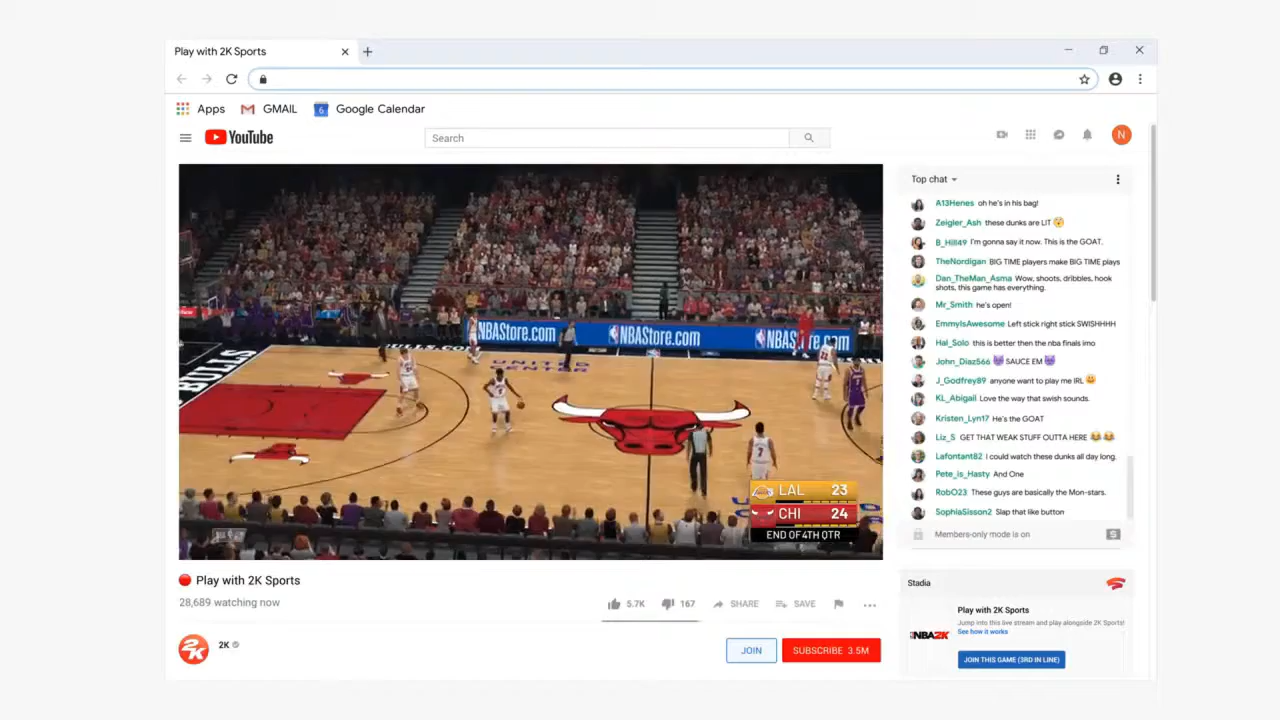 Play with 2K Sports
Apps
GMAIL
6
Google Calendar
YouTube
Search
N
NBAStore.com
NBAStore.com
BULLS
UNITED
CENTER
7
LAL 23
CHI 24
END OF 4TH QTR
Play with 2K Sports
28,689 watching now
5.7K
167
SHARE
SAVE
2K
2K
JOIN
SUBSCRIBE 3.5M
Top chat
A13Henes oh he's in his bag!
Zeigler_Ash these dunks are LIT 🤯
B_Hill49 I'm gonna say it now. This is the GOAT.
TheNordigan BIG TIME players make BIG TIME plays
Dan_TheMan_Asma Wow, shoots, dribbles, hook
shots, this game has everything.
Mr_Smith he's open!
EmmyIsAwesome Left stick right stick SWISHHHH
Hal_Solo this is better then the nba finals imo
John_Diaz566 😈 SAUCE EM 😈
J_Godfrey89 anyone want to play me IRL 😃
KL_Abigail Love the way that swish sounds.
Kristen_Lyn17 He's the GOAT
Liz_S GET THAT WEAK STUFF OUTTA HERE 😂😂
Lafontant82 I could watch these dunks all day long.
Pete_is_Hasty And One
RobO23 These guys are basically the Mon-stars.
SophiaSisson2 Slap that like button
Members-only mode is on
S
Stadia
NBA2K
Play with 2K Sports
Jump into this live stream and play alongside 2K Sports!
See how it works
JOIN THIS GAME (3RD IN LINE)